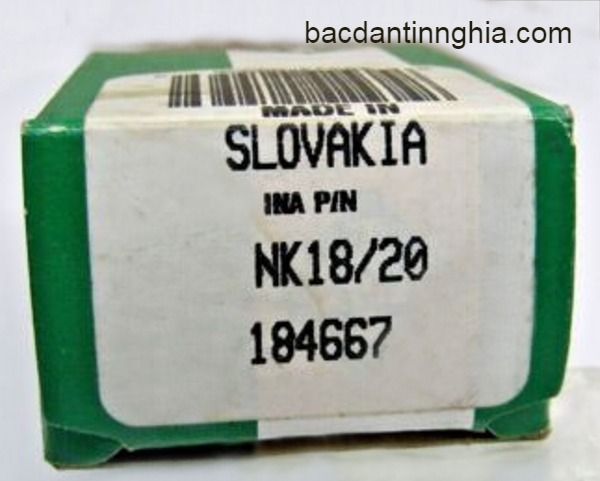 bacdantinnghia.com
MADE IN
SLOVAKIA
INA P/N
NK18/20
184667